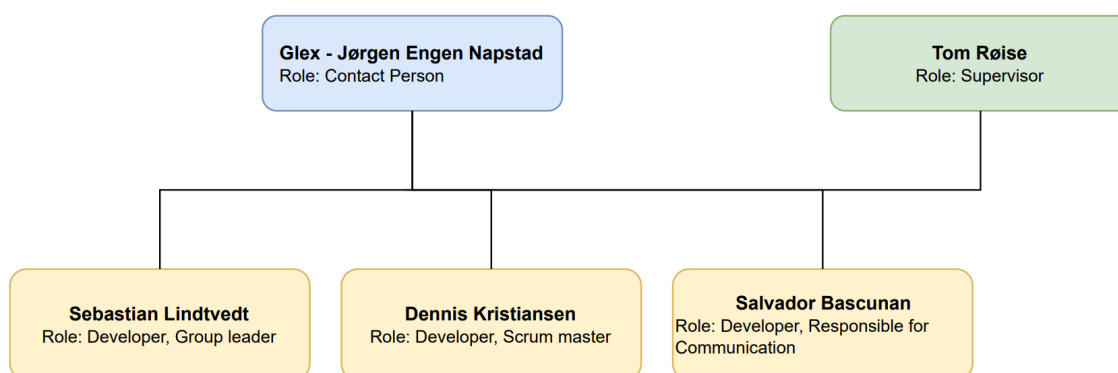 Glex - Jørgen Engen Napstad
Role: Contact Person
Tom Røise
Role: Supervisor
Sebastian Lindtvedt
Role: Developer, Group leader
Dennis Kristiansen
Role: Developer, Scrum master
Salvador Bascunan
Role: Developer, Responsible for
Communication